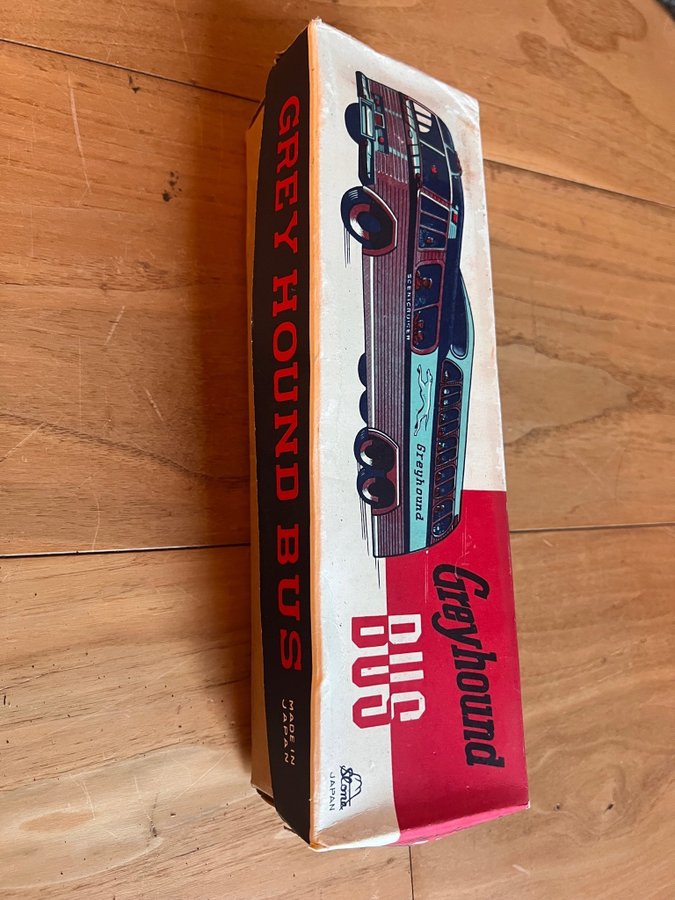 GREY HOUND BUS
MADE IN
JAPAN
SCENICRUISER
Greyhound
Greyhound
BUS
JAPAN